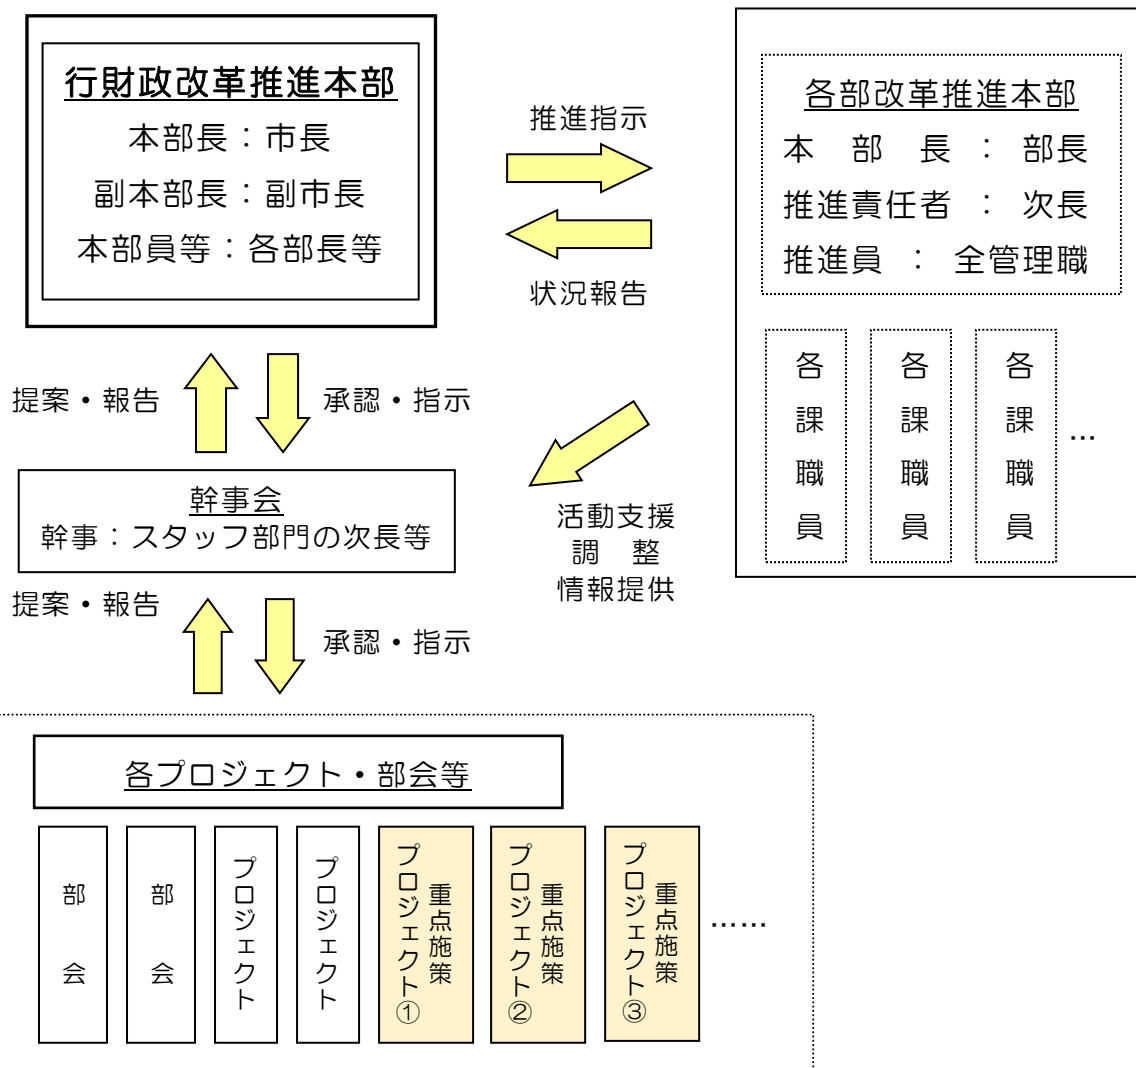 行財政改革推進本部
本部長：市長
副本部長：副市長
本部員等：各部長等
推進指示
状況報告
各部改革推進本部
本　部　長　：　部長
推進責任者　：　次長
推進員　：　全管理職
各課職員
各課職員
各課職員
…
提案・報告
承認・指示
幹事会
幹事：スタッフ部門の次長等
活動支援
調　整
情報提供
提案・報告
承認・指示
各プロジェクト・部会等
部　会
部　会
プロジェクト
プロジェクト
重点施策
プロジェクト①
重点施策
プロジェクト②
重点施策
プロジェクト③
……